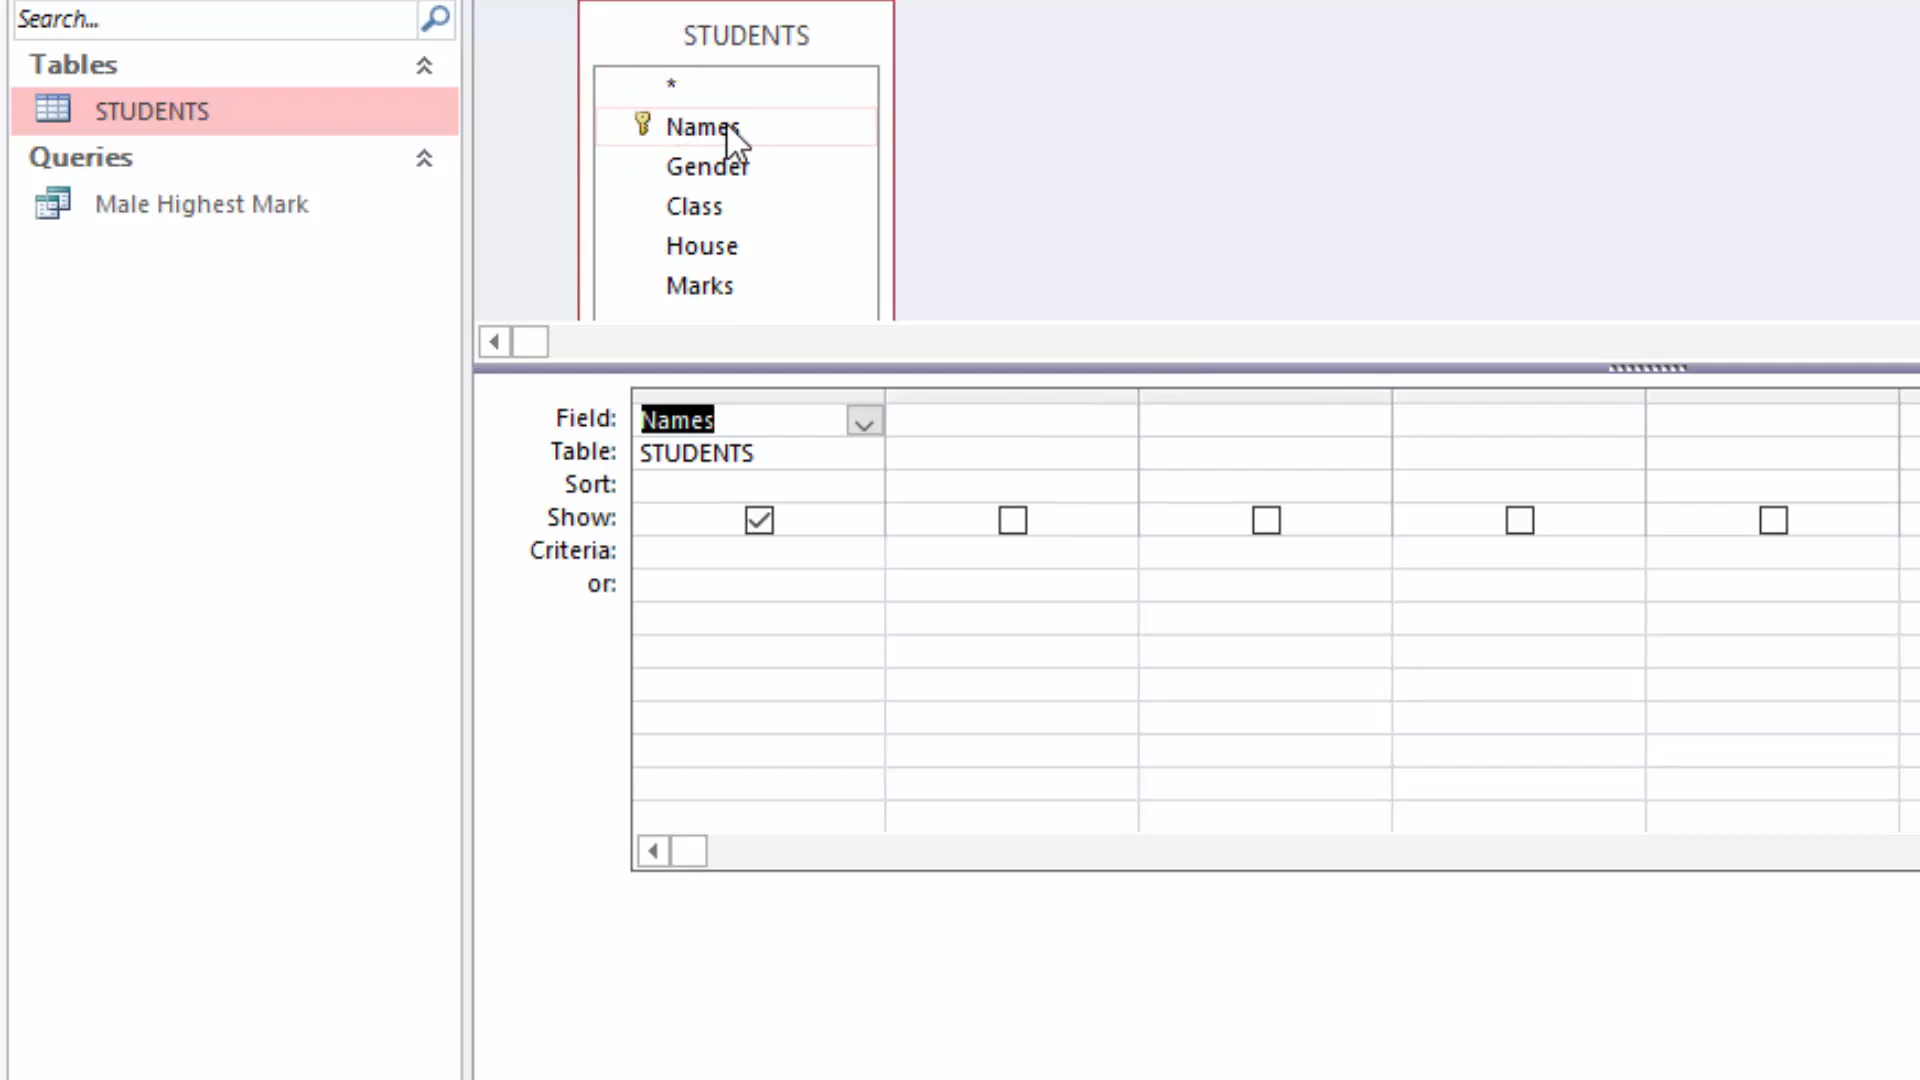 Search...
Tables
STUDENTS
Queries
Male Highest Mark
STUDENTS
*
Names
Gender
Class
House
Marks
Field: Names
Table: STUDENTS
Sort:
Show:
Criteria:
or: